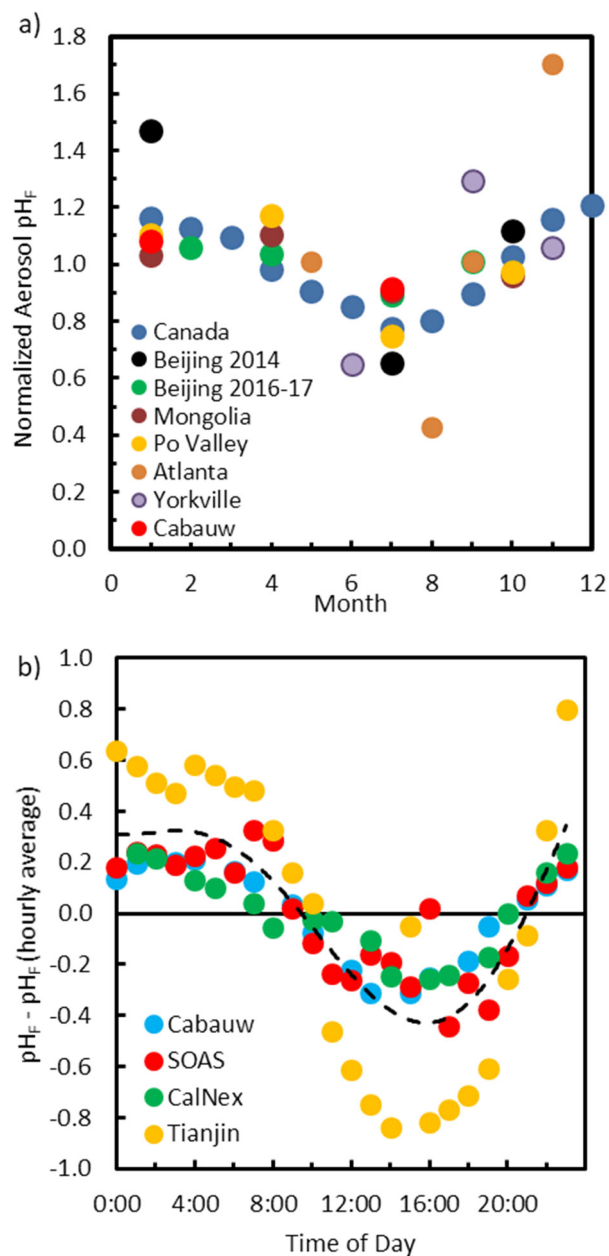 a)
1.8
1.6
1.4
1.2
1.0
0.8
0.6
0.4
0.2
0.0
Normalized Aerosol pHF
Canada
Beijing 2014
Beijing 2016-17
Mongolia
Po Valley
Atlanta
Yorkville
Cabauw
0 2 4 6 8 10 12
Month
b)
1.0
0.8
0.6
0.4
0.2
0.0
-0.2
-0.4
-0.6
-0.8
-1.0
pHF - pHF (hourly average)
Cabauw
SOAS
CalNex
Tianjin
0:00 4:00 8:00 12:00 16:00 20:00
Time of Day